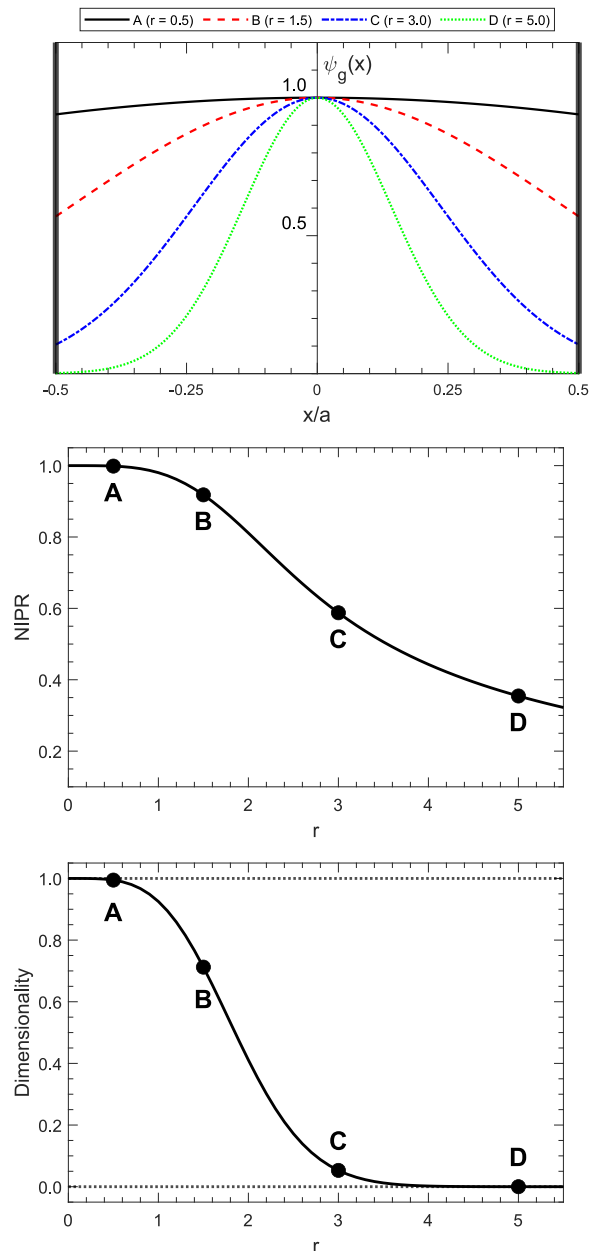 A (r = 0.5) B (r = 1.5) C (r = 3.0) D (r = 5.0)
ψ_g(x)
1.0
0.5
-0.5 -0.25 0 0.25 0.5
x/a
1.0
0.8
0.6
0.4
0.2
NIPR
A
B
C
D
0 1 2 3 4 5
r
1.0
0.8
0.6
0.4
0.2
0.0
Dimensionality
A
B
C
D
0 1 2 3 4 5
r